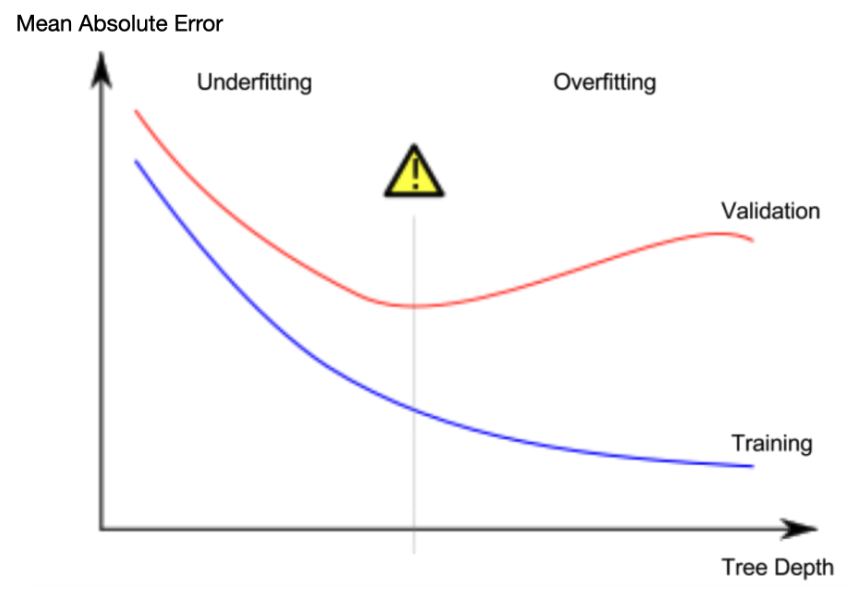 Mean Absolute Error
Underfitting
Overfitting
!
Validation
Training
Tree Depth